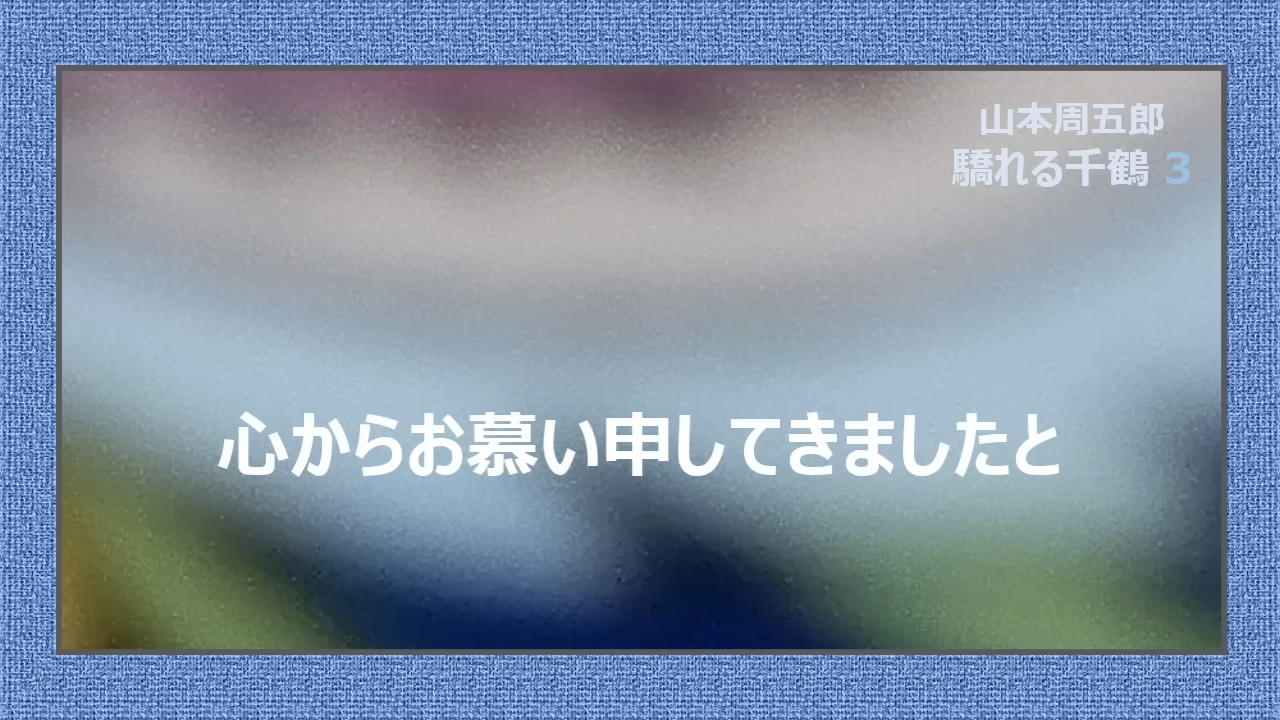 山本周五郎
驕れる千鶴 3
心からお慕い申してきましたと